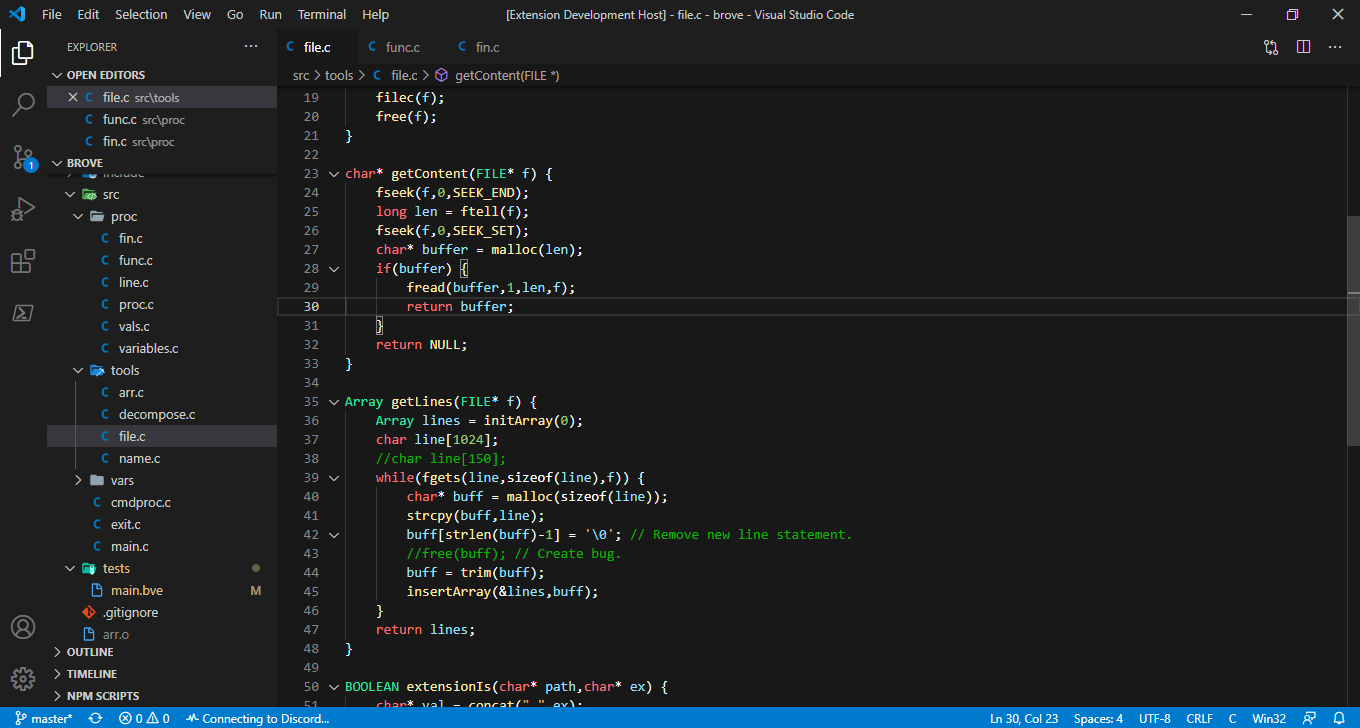 File Edit Selection View Go Run Terminal Help [Extension Development Host] - file.c - brove - Visual Studio Code
EXPLORER
OPEN EDITORS
file.c src\tools
func.c src\proc
fin.c src\proc
BROVE
include
src
proc
fin.c
func.c
line.c
proc.c
vals.c
variables.c
tools
arr.c
decompose.c
file.c
name.c
vars
cmdproc.c
exit.c
main.c
tests
main.bve M
.gitignore
arr.o
OUTLINE
TIMELINE
NPM SCRIPTS
1
C file.c C func.c C fin.c
src > tools > C file.c > getContent(FILE *)
19 filec(f);
20 free(f);
21 }
22
23 char* getContent(FILE* f) {
24 fseek(f,0,SEEK_END);
25 long len = ftell(f);
26 fseek(f,0,SEEK_SET);
27 char* buffer = malloc(len);
28 if(buffer) {
29 fread(buffer,1,len,f);
30 return buffer;
31 }
32 return NULL;
33 }
34
35 Array getLines(FILE* f) {
36 Array lines = initArray(0);
37 char line[1024];
38 //char line[150];
39 while(fgets(line,sizeof(line),f)) {
40 char* buff = malloc(sizeof(line));
41 strcpy(buff,line);
42 buff[strlen(buff)-1] = '\0'; // Remove new line statement.
43 //free(buff); // Create bug.
44 buff = trim(buff);
45 insertArray(&lines,buff);
46 }
47 return lines;
48 }
49
50 BOOLEAN extensionIs(char* path,char* ex) {
51 char* val = concat(".",ex);
master* 0 0 Connecting to Discord... Ln 30, Col 23 Spaces: 4 UTF-8 CRLF C Win32